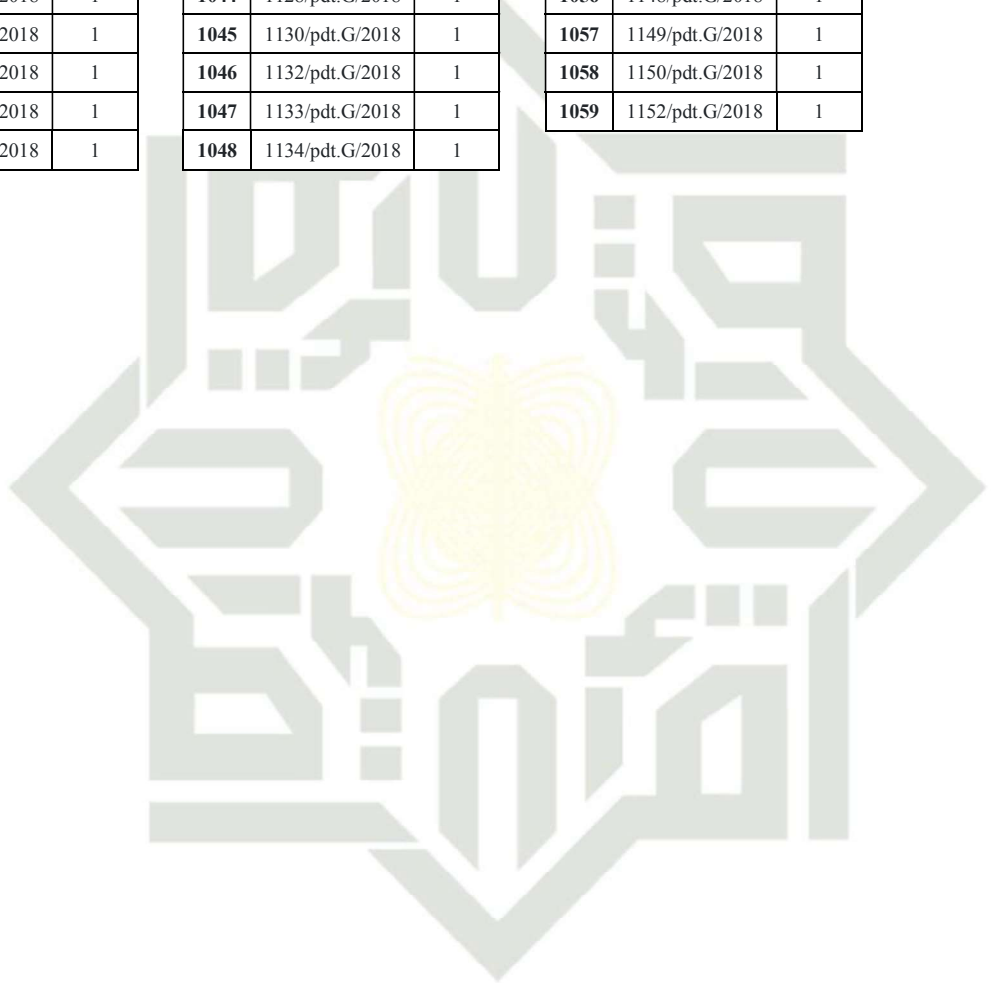 2018 1
2018 1
2018 1
2018 1
1045 1130/pdt.G/2018 1
1046 1132/pdt.G/2018 1
1047 1133/pdt.G/2018 1
1048 1134/pdt.G/2018 1
1057 1149/pdt.G/2018 1
1058 1150/pdt.G/2018 1
1059 1152/pdt.G/2018 1